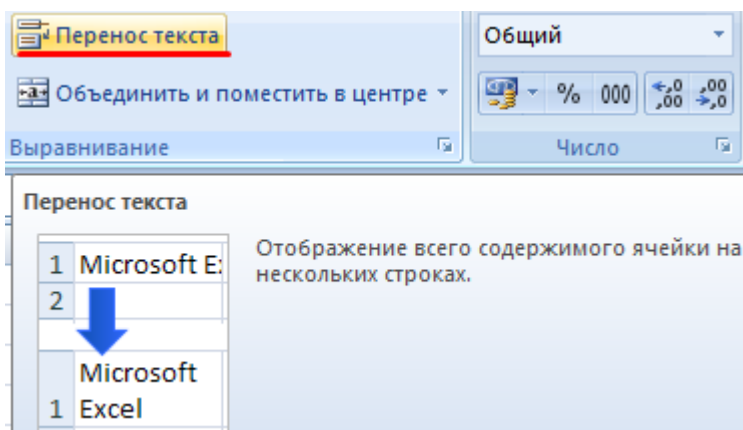 Перенос текста
Общий
Объединить и поместить в центре
% 000 ,0 ,00 ,00 ,0
Выравнивание
Число
Перенос текста
Отображение всего содержимого ячейки на
нескольких строках.
1 Microsoft E
2
Microsoft
1 Excel